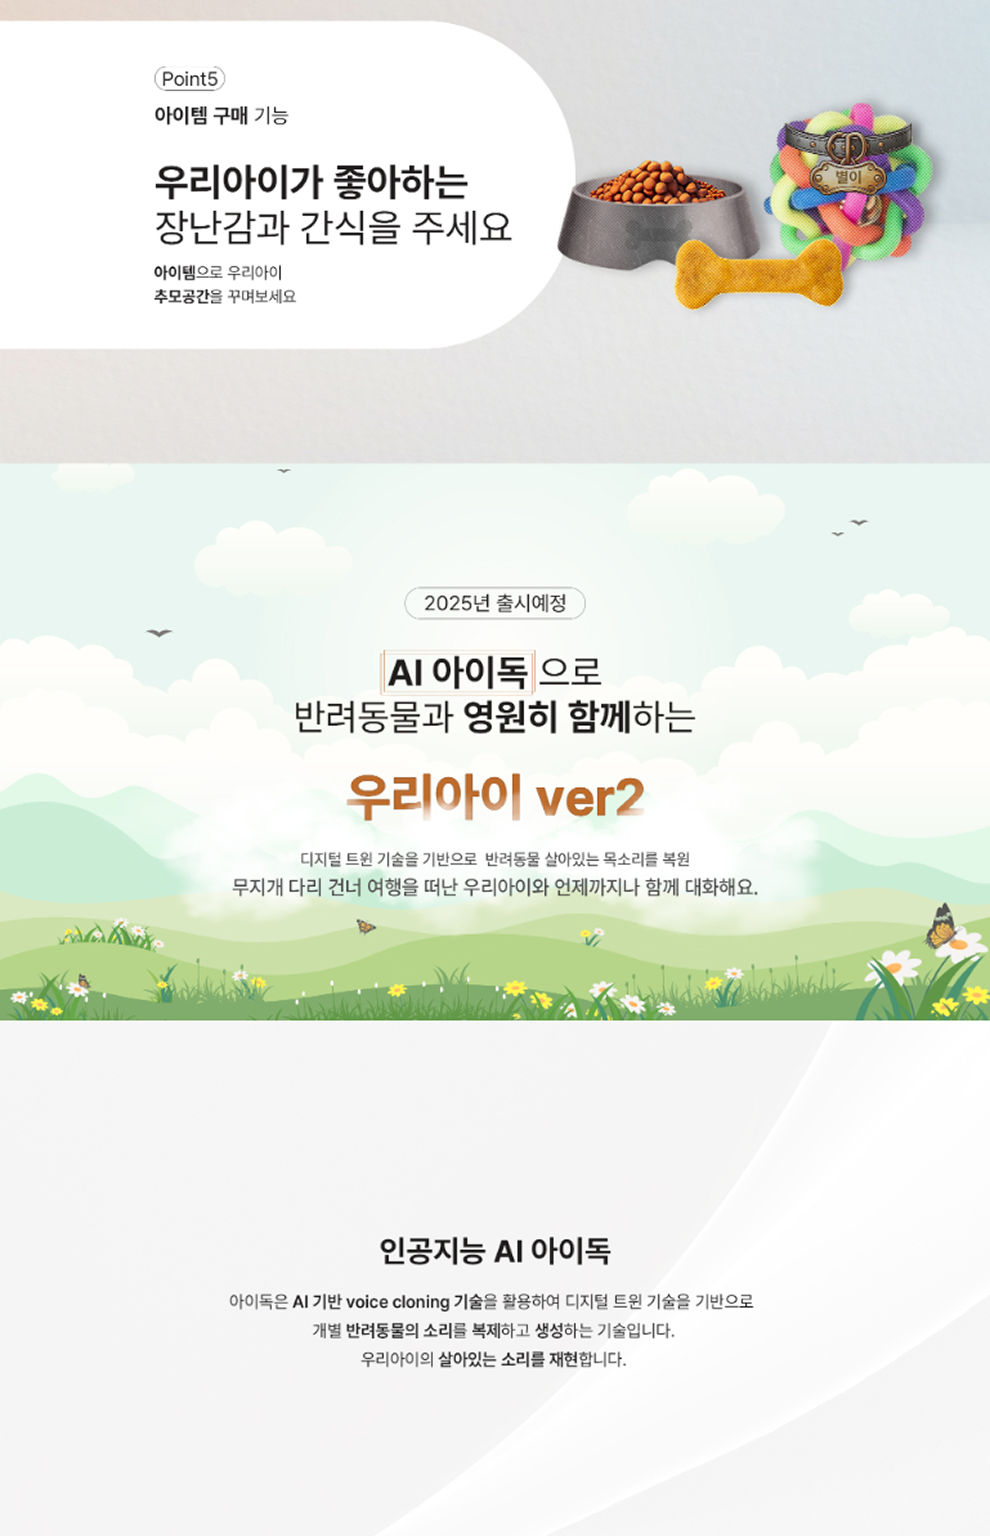 Point5
아이템 구매 기능
우리아이가 좋아하는
장난감과 간식을 주세요
아이템으로 우리아이
추모공간을 꾸며보세요
별이
2025년 출시예정
AI 아이독 으로
반려동물과 영원히 함께하는
우리아이 ver2
디지털 트윈 기술을 기반으로 반려동물 살아있는 목소리를 복원
무지개 다리 건너 여행을 떠난 우리아이와 언제까지나 함께 대화해요.
인공지능 AI 아이독
아이독은 AI 기반 voice cloning 기술을 활용하여 디지털 트윈 기술을 기반으로
개별 반려동물의 소리를 복제하고 생성하는 기술입니다.
우리아이의 살아있는 소리를 재현합니다.